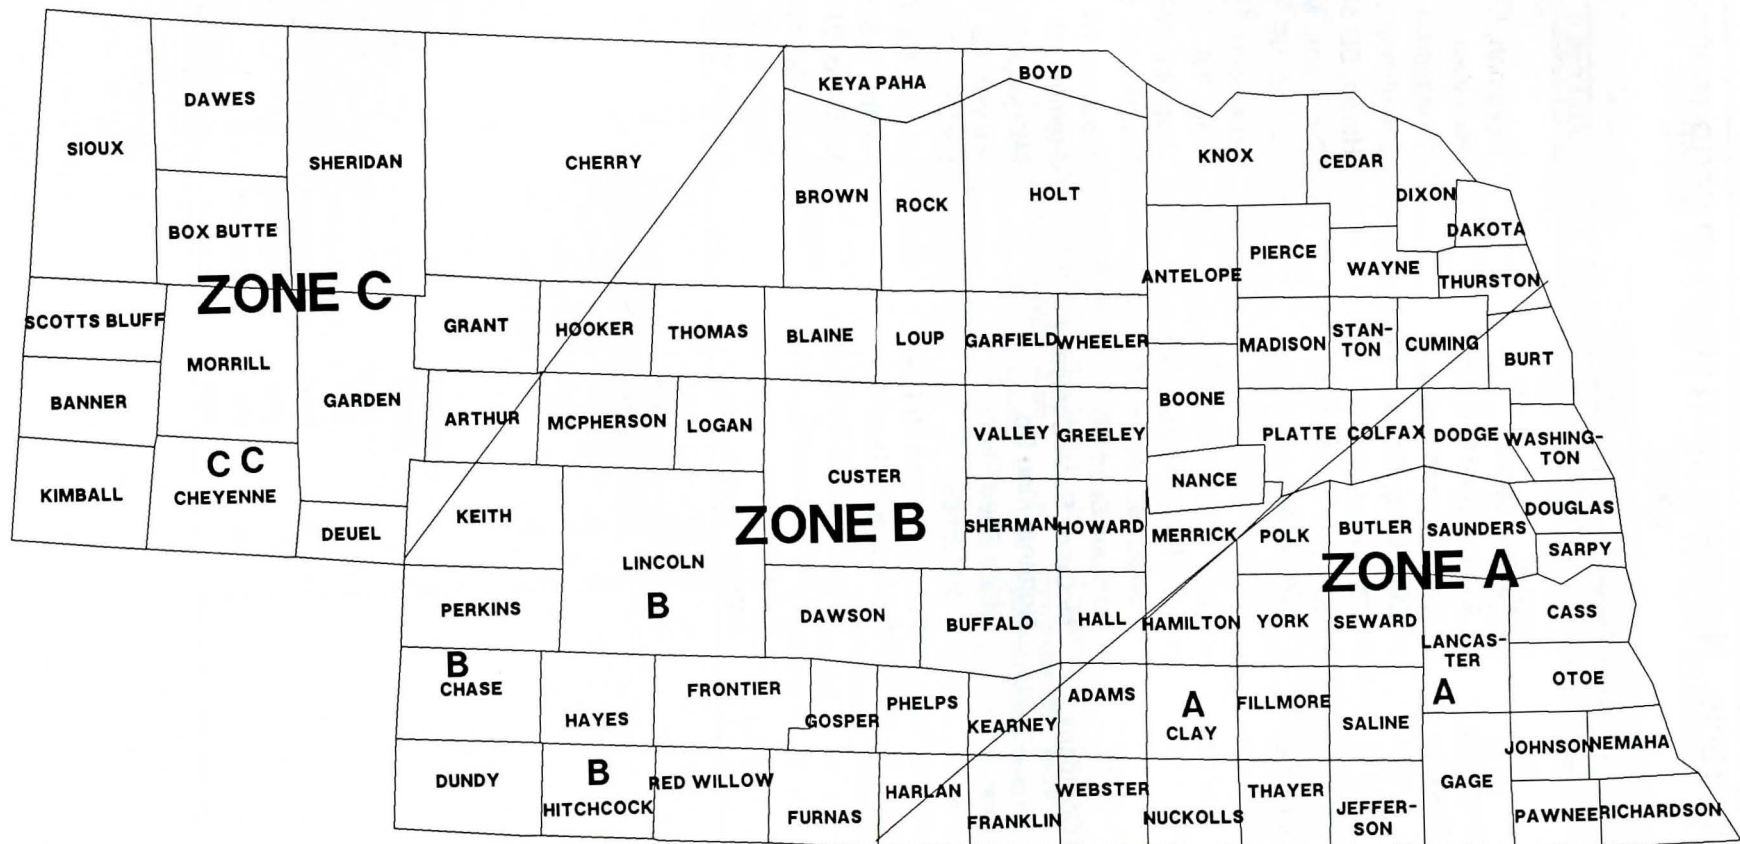 KEYA PAHA
BOYD
DAWES
SIOUX
SHERIDAN
CHERRY
KNOX
CEDAR
BROWN
ROCK
HOLT
DIXON
BOX BUTTE
DAKOTA
PIERCE
WAYNE
ANTELOPE
THURSTON
ZONE C
SCOTTS BLUFF
GRANT
HOOKER
THOMAS
BLAINE
LOUP
GARFIELD
WHEELER
MADISON
STAN-
TON
CUMING
BURT
MORRILL
BANNER
GARDEN
ARTHUR
MCPHERSON
LOGAN
BOONE
VALLEY
GREELEY
PLATTE
COLFAX
DODGE
WASHING-
TON
C C
KIMBALL
CHEYENNE
CUSTER
NANCE
KEITH
DEUEL
ZONE B
SHERMAN
HOWARD
MERRICK
POLK
BUTLER
SAUNDERS
DOUGLAS
SARPY
LINCOLN
B
ZONE A
PERKINS
DAWSON
BUFFALO
HALL
HAMILTON
YORK
SEWARD
CASS
LANCAS-
TER
A
OTOE
B
CHASE
HAYES
FRONTIER
GOSPER
PHELPS
KEARNEY
ADAMS
A
CLAY
FILLMORE
SALINE
JOHNSON
NEMAHA
DUNDY
B
HITCHCOCK
RED WILLOW
FURNAS
HARLAN
FRANKLIN
WEBSTER
NUCKOLLS
THAYER
JEFFER-
SON
GAGE
PAWNEE
RICHARDSON